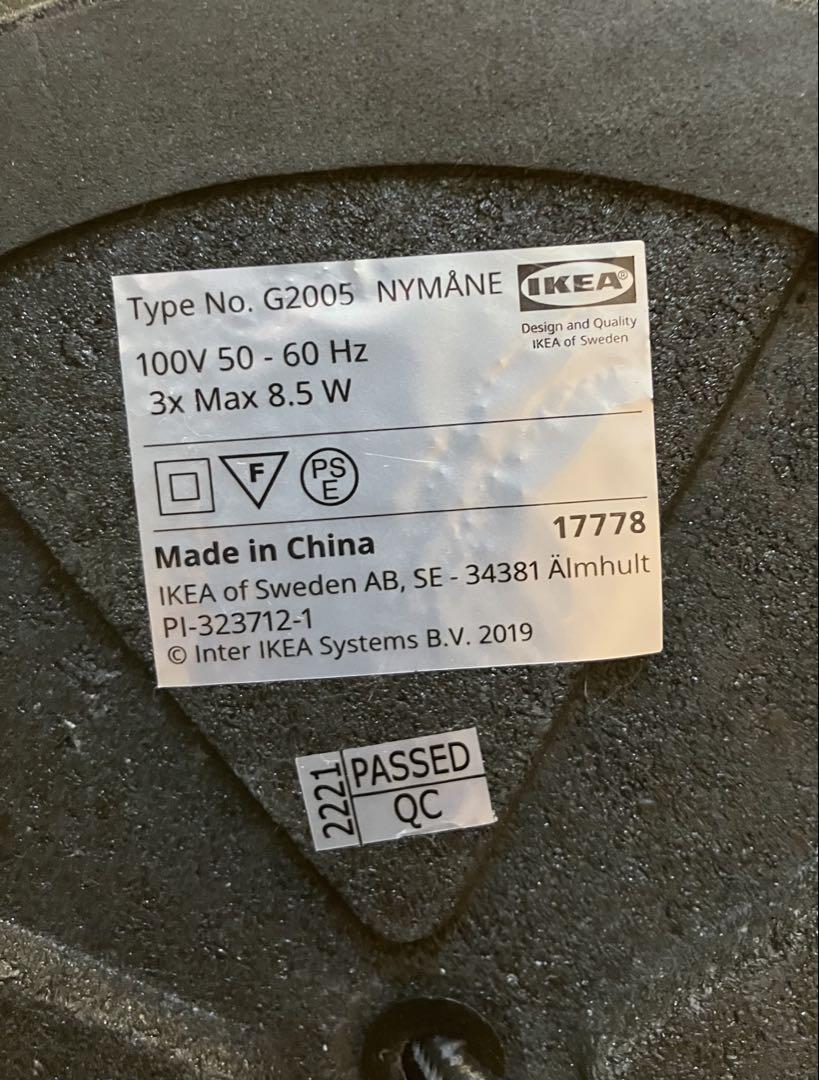 Type No. G2005 NYMÅNE IKEA®
Design and Quality
IKEA of Sweden
100V 50 - 60 Hz
3x Max 8.5 W
F
PS
E
Made in China 17778
IKEA of Sweden AB, SE - 34381 Älmhult
PI-323712-1
© Inter IKEA Systems B.V. 2019
2221
PASSED
QC